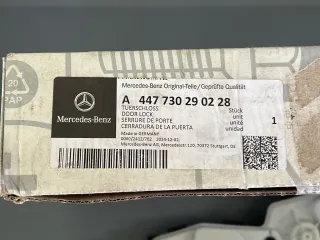 Mercedes-Benz Original-Teile/Geprüfte Qualität
A 447 730 29 02 28
TUERSCHLOSS
DOOR LOCK
SERRURE DE PORTE
CERRADURA DE LA PUERTA
Stück
unit
unité
unidad
1
Made in GERMANY
Mercedes-Benz AG, Mercedesstr.120, 70372 Stuttgart, DE
Mercedes-Benz
20
PAP